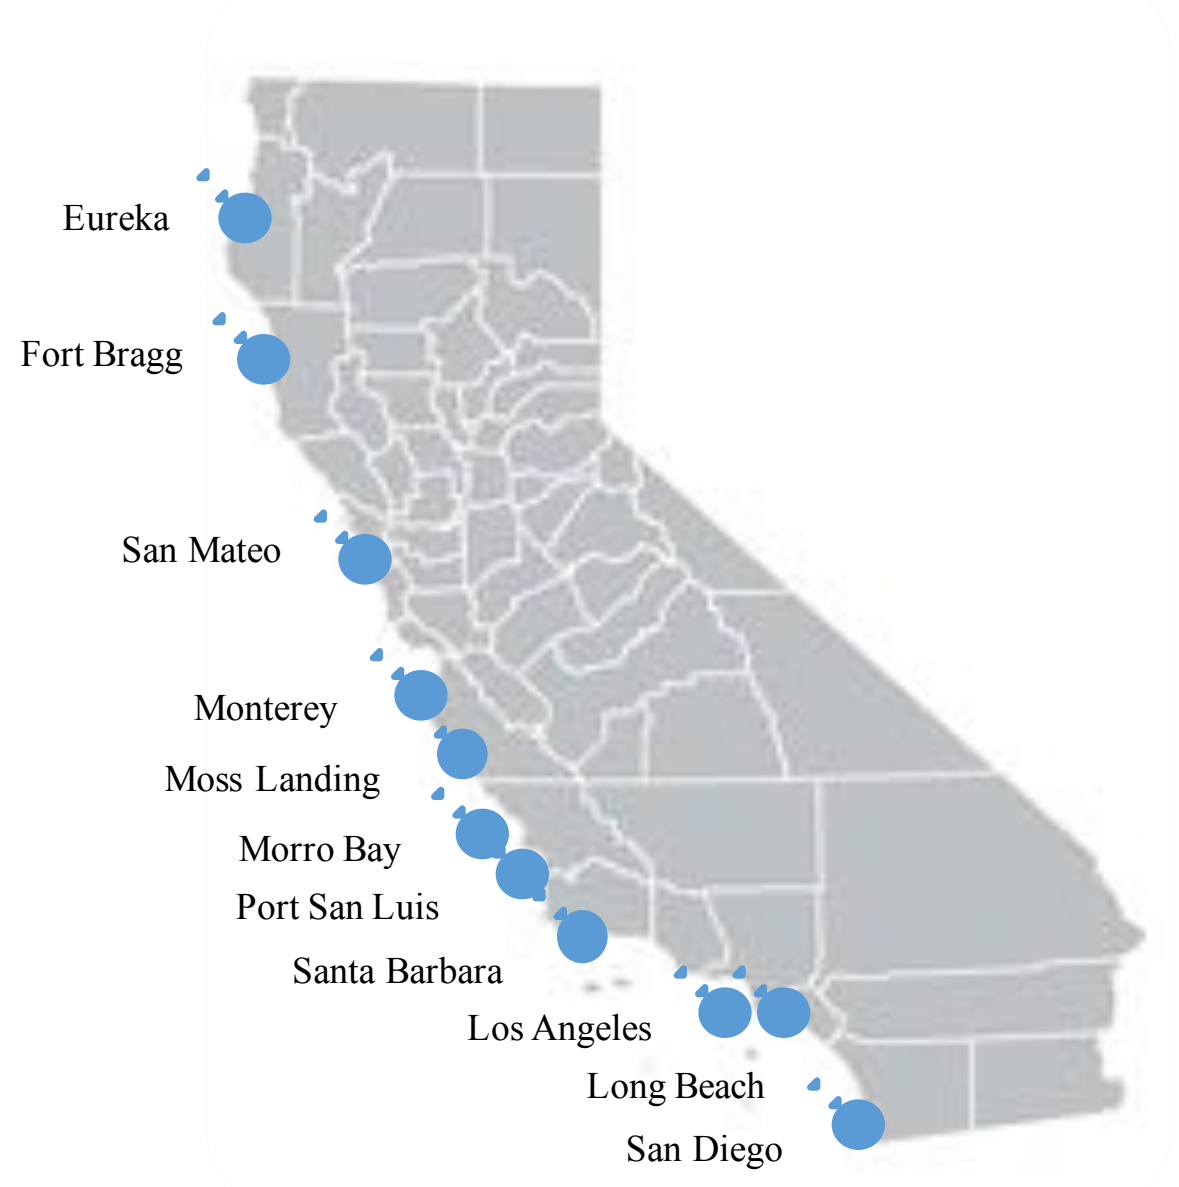 Eureka
Fort Bragg
San Mateo
Monterey
Moss Landing
Morro Bay
Port San Luis
Santa Barbara
Los Angeles
Long Beach
San Diego